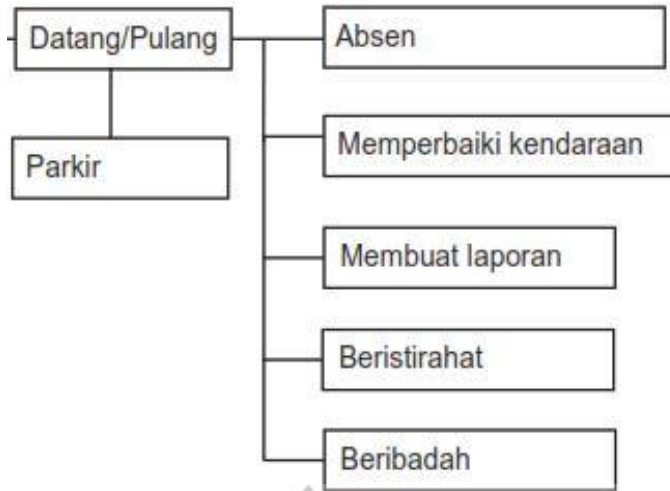 Datang/Pulang
Absen
Parkir
Memperbaiki kendaraan
Membuat laporan
Beristirahat
Beribadah